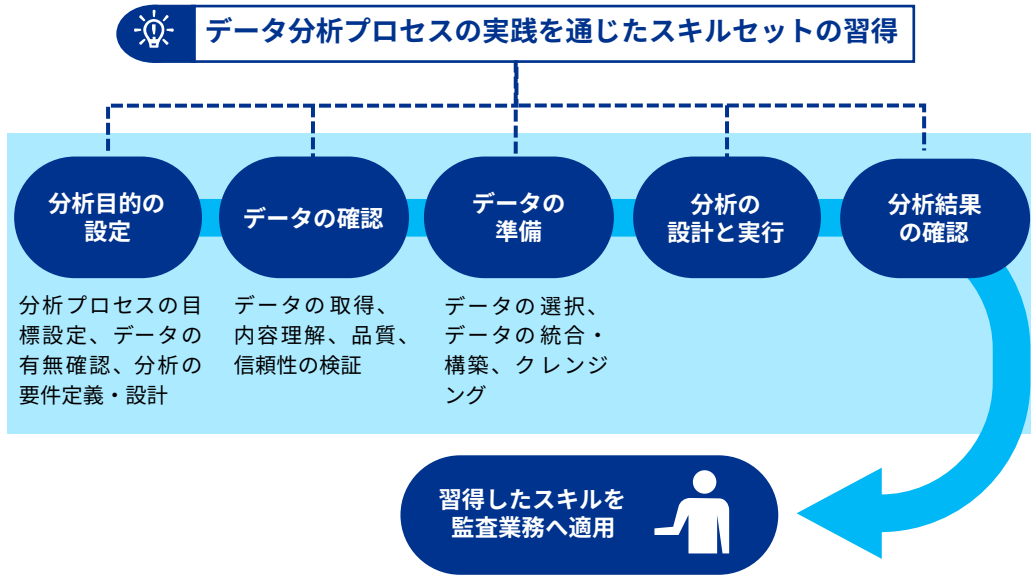 データ分析プロセスの実践を通じたスキルセットの習得
分析目的の
設定
データの確認
データの
準備
分析の
設計と実行
分析結果
の確認
分析プロセスの目
標設定、データの
有無確認、分析の
要件定義・設計
データの取得、
内容理解、品質、
信頼性の検証
データの選択、
データの統合・
構築、クレンジ
ング
習得したスキルを
監査業務へ適用